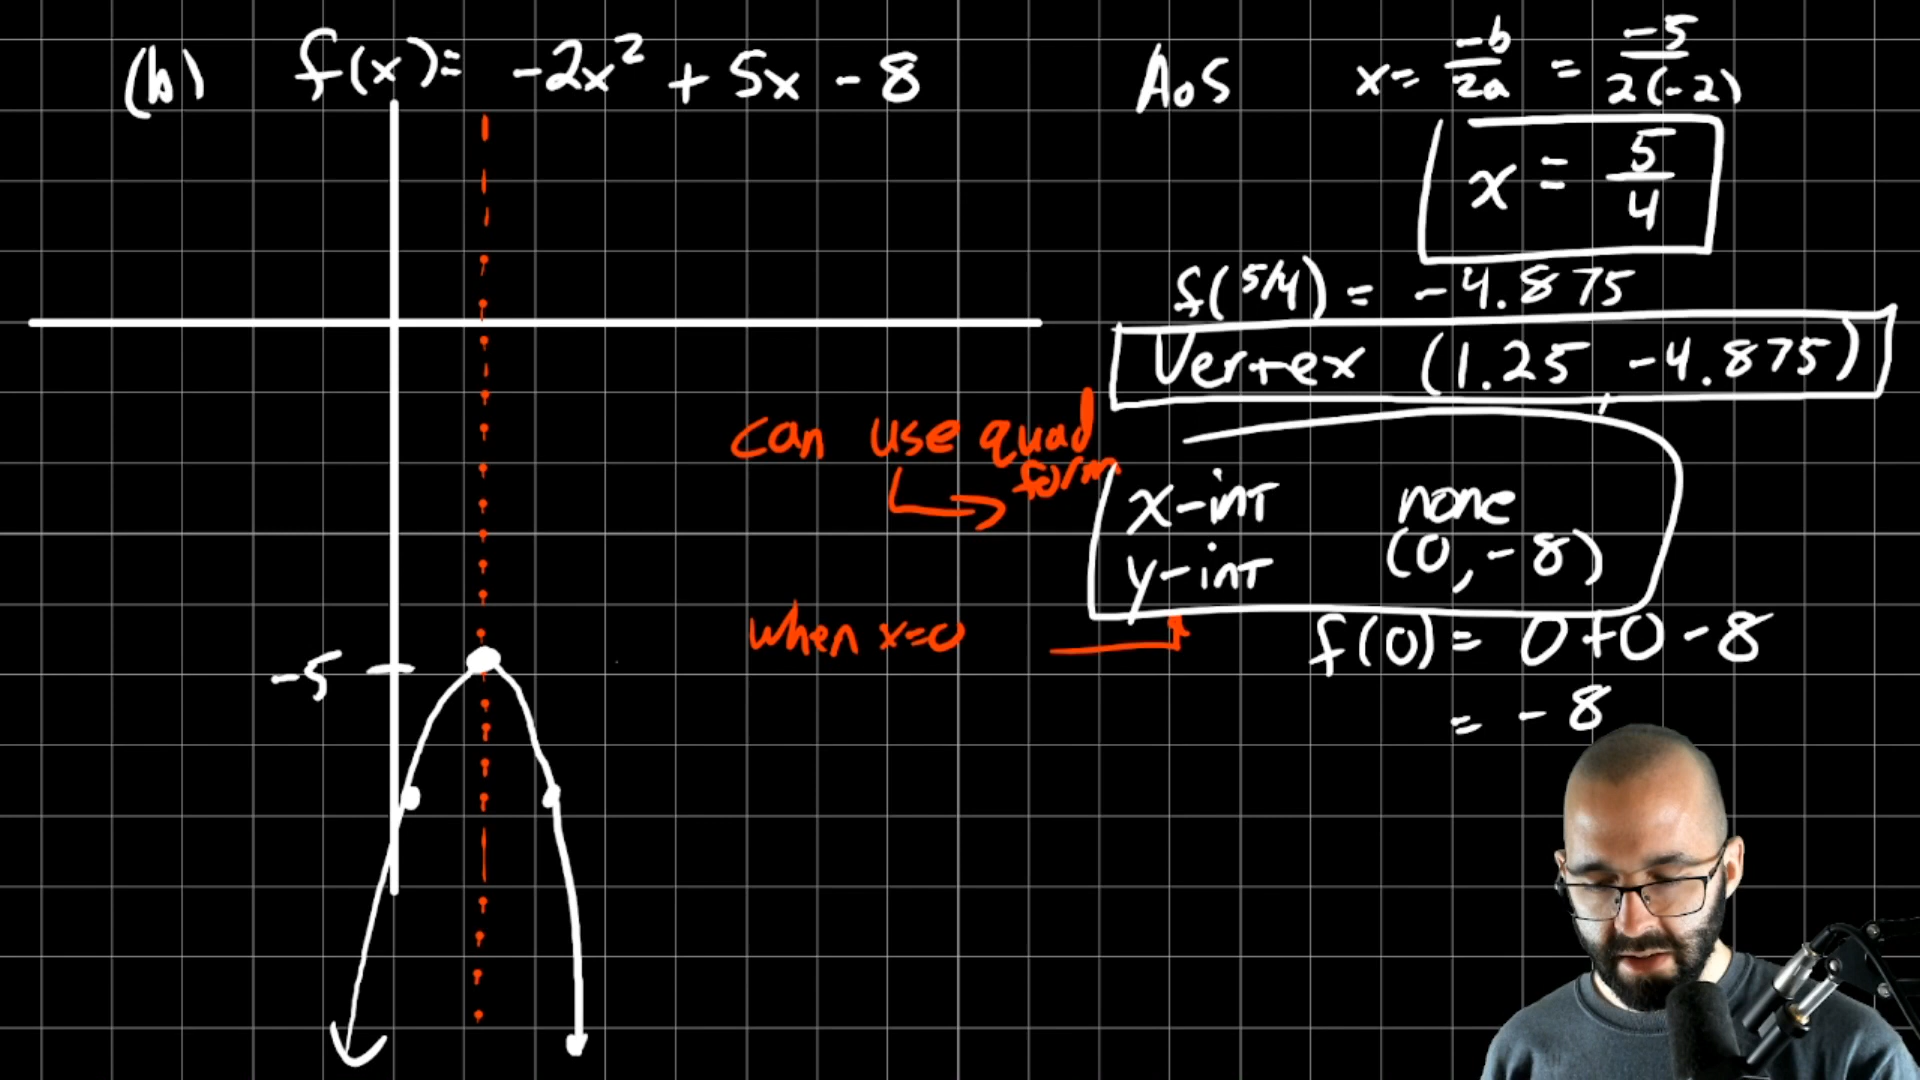 (b) f(x) = -2x² + 5x - 8
AoS x = -b/2a = -5/2(-2)
x = 5/4
f(5/4) = -4.875
Vertex (1.25, -4.875)
can use quad
form
x-int none
y-int (0, -8)
when x=0
f(0) = 0+0-8
= -8
-5